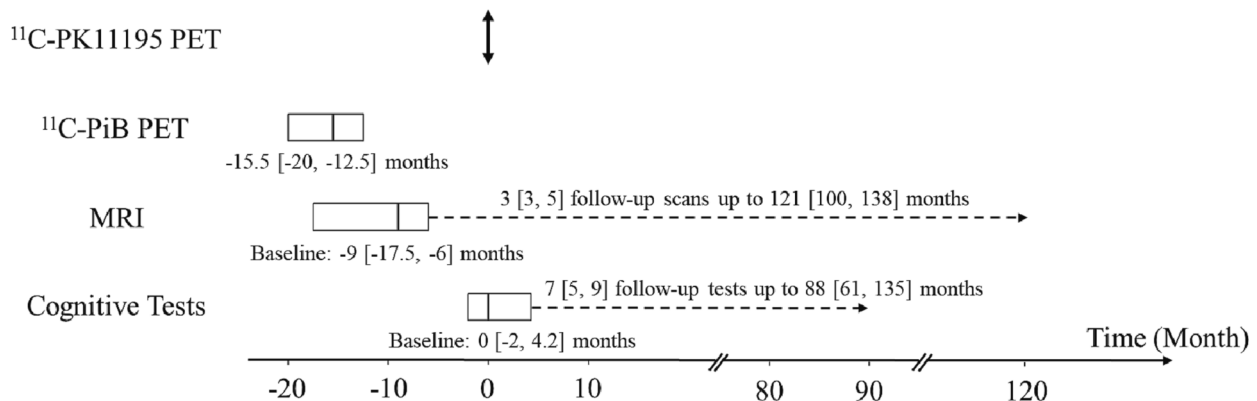 ¹¹C-PK11195 PET
¹¹C-PiB PET
-15.5 [-20, -12.5] months
3 [3, 5] follow-up scans up to 121 [100, 138] months
MRI
Baseline: -9 [-17.5, -6] months
7 [5, 9] follow-up tests up to 88 [61, 135] months
Cognitive Tests
Baseline: 0 [-2, 4.2] months
Time (Month)
-20 -10 0 10 80 90 120